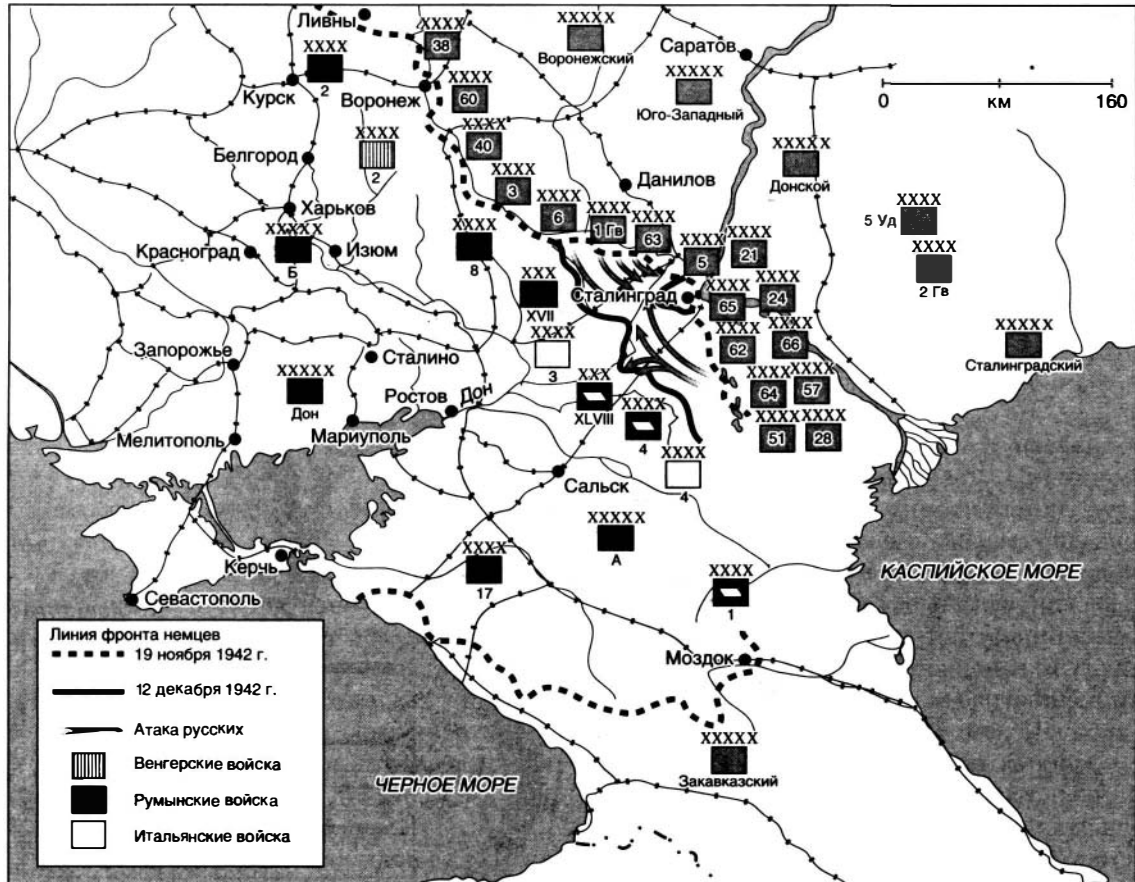 Ливны
XXXX
38
XXXXX
Воронежский
Саратов
XXXX
2
Курск
Воронеж
XXXX
60
XXXXX
Юго-Западный
0 км 160
XXXX
40
Белгород
XXXX
2
XXXX
3
Данилов
XXXXX
Донской
Харьков
XXXX
6
XXXX
1 Гв
XXXX
63
XXXX
5
XXXX
21
XXXX
5 Уд
XXXX
2 Гв
Красноград
XXXXX
Б
Изюм
XXXX
8
Сталинград
XXXX
65
XXXX
24
XXX
XVII
XXXX
62
XXXX
66
XXXXX
Сталинградский
Запорожье
Сталино
XXXX
3
XXXXX
Дон
Ростов
Дон
XXX
XLVIII
XXXX
4
XXXX
64
XXXX
57
Мелитополь
Мариуполь
XXXX
4
XXXX
51
XXXX
28
Сальск
XXXXX
А
Керчь
XXXX
17
XXXX
1
КАСПИЙСКОЕ МОРЕ
Севастополь
Моздок
XXXXX
Закавказский
ЧЕРНОЕ МОРЕ
Линия фронта немцев
19 ноября 1942 г.
12 декабря 1942 г.
Атака русских
Венгерские войска
Румынские войска
Итальянские войска